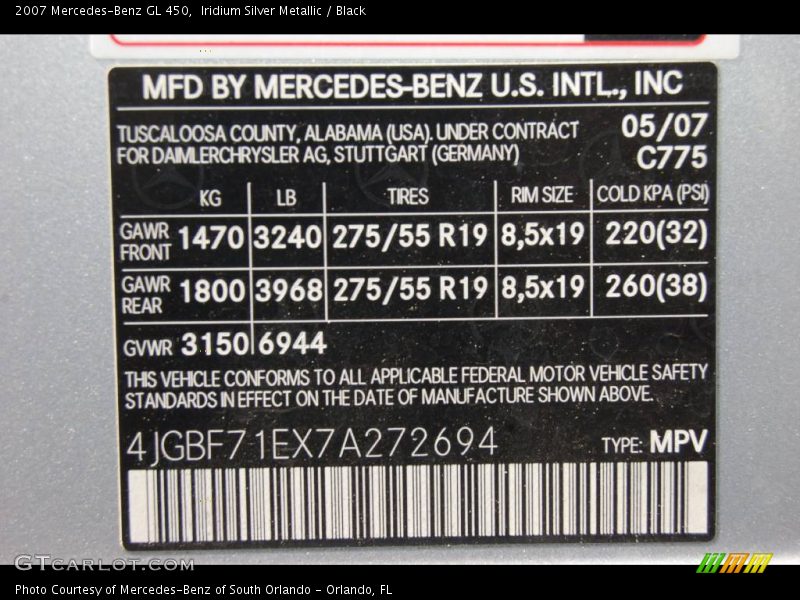 2007 Mercedes-Benz GL 450,  Iridium Silver Metallic / Black
MFD BY MERCEDES-BENZ U.S. INTL., INC
TUSCALOOSA COUNTY, ALABAMA (USA). UNDER CONTRACT 05/07
FOR DAIMLERCHRYSLER AG, STUTTGART (GERMANY) C775
KG LB TIRES RIM SIZE COLD KPA (PSI)
GAWR FRONT 1470 3240 275/55 R19 8,5x19 220(32)
GAWR REAR 1800 3968 275/55 R19 8,5x19 260(38)
GVWR 3150 6944
THIS VEHICLE CONFORMS TO ALL APPLICABLE FEDERAL MOTOR VEHICLE SAFETY
STANDARDS IN EFFECT ON THE DATE OF MANUFACTURE SHOWN ABOVE.
4JGBF71EX7A272694 TYPE: MPV
GTCARLOT.COM
Photo Courtesy of Mercedes-Benz of South Orlando - Orlando, FL